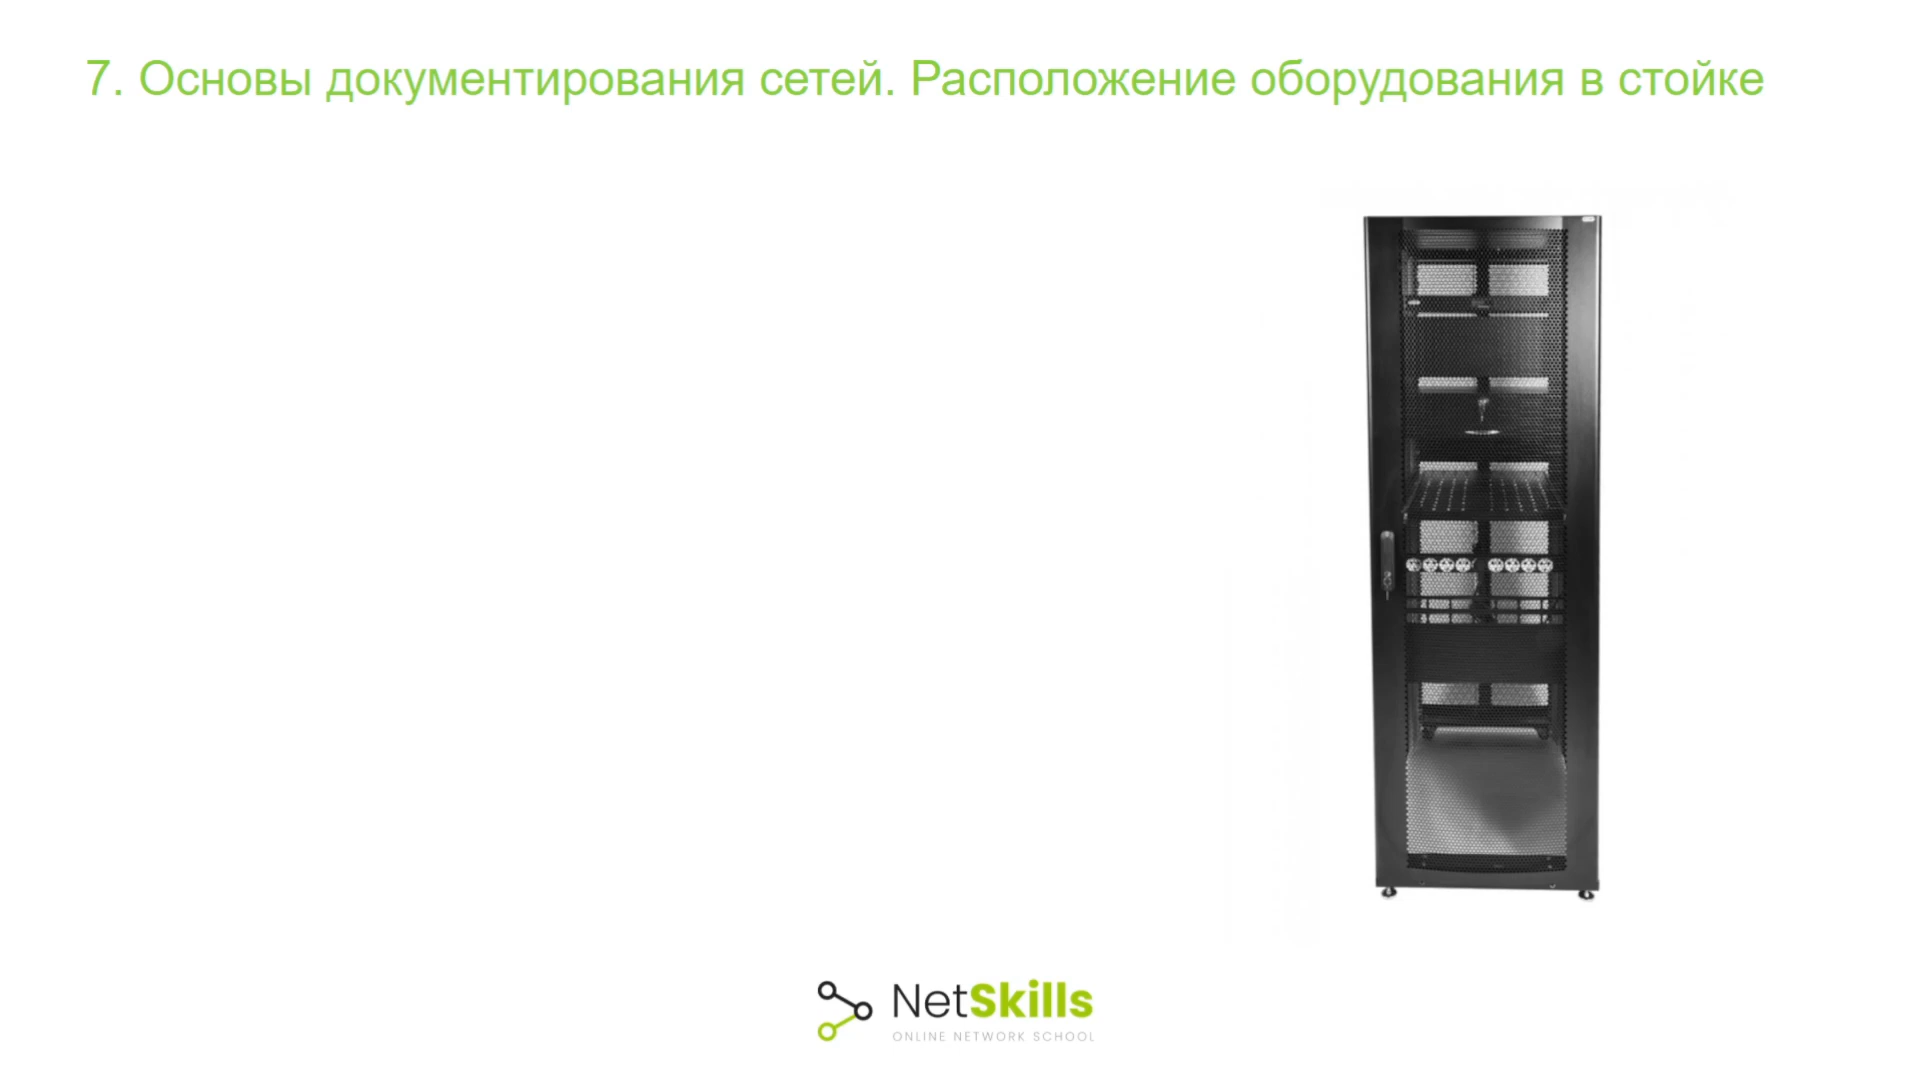 7. Основы документирования сетей. Расположение оборудования в стойке
NetSkills
ONLINE NETWORK SCHOOL